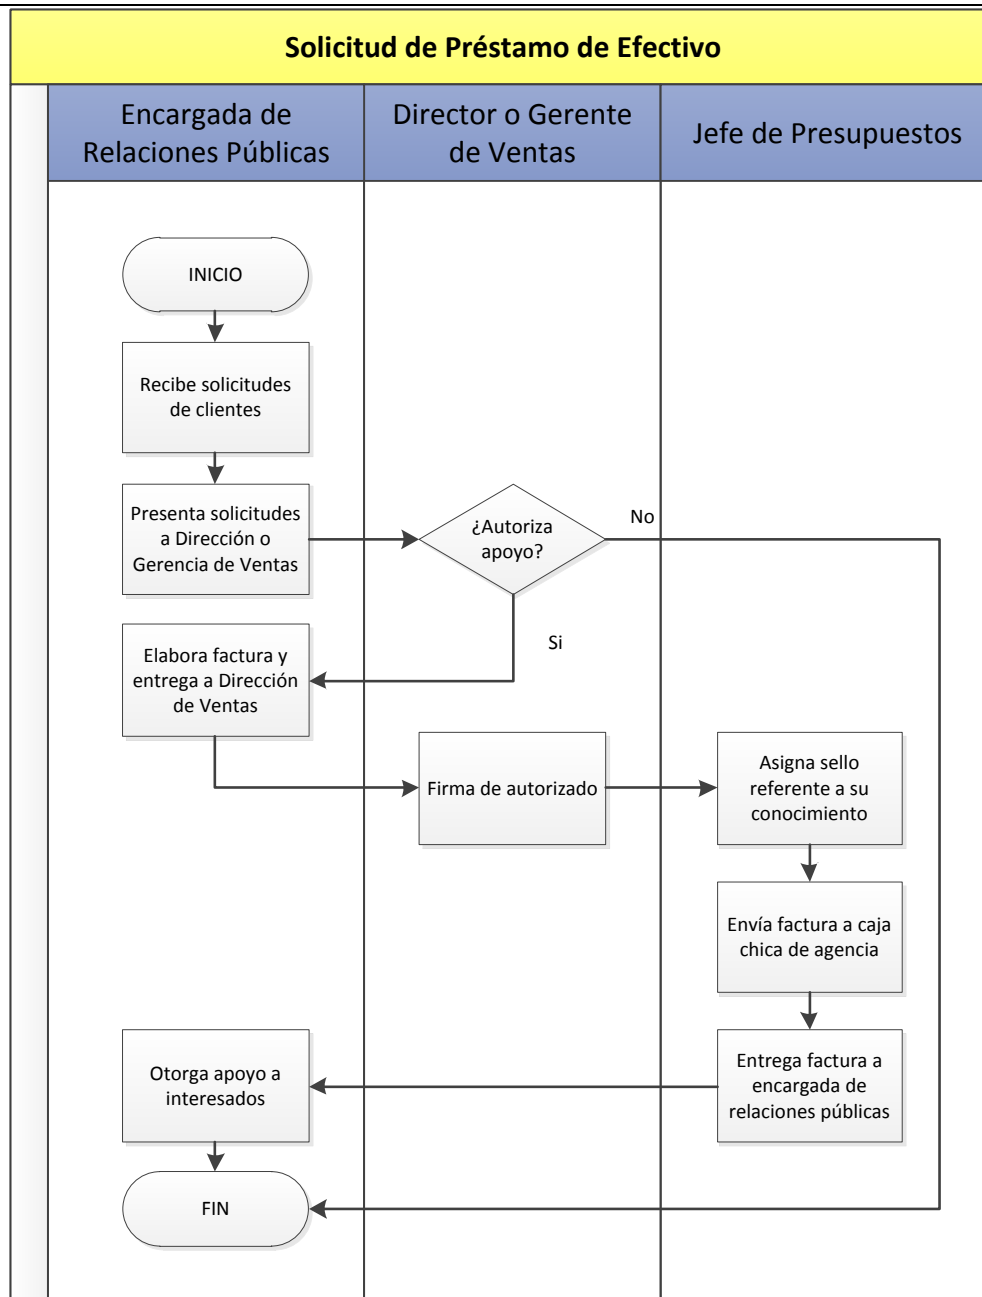 Solicitud de Préstamo de Efectivo
Encargada de
Relaciones Públicas
Director o Gerente
de Ventas
Jefe de Presupuestos
INICIO
Recibe solicitudes
de clientes
Presenta solicitudes
a Dirección o
Gerencia de Ventas
¿Autoriza
apoyo?
No
Si
Elabora factura y
entrega a Dirección
de Ventas
Firma de autorizado
Asigna sello
referente a su
conocimiento
Envía factura a caja
chica de agencia
Entrega factura a
encargada de
relaciones públicas
Otorga apoyo a
interesados
FIN